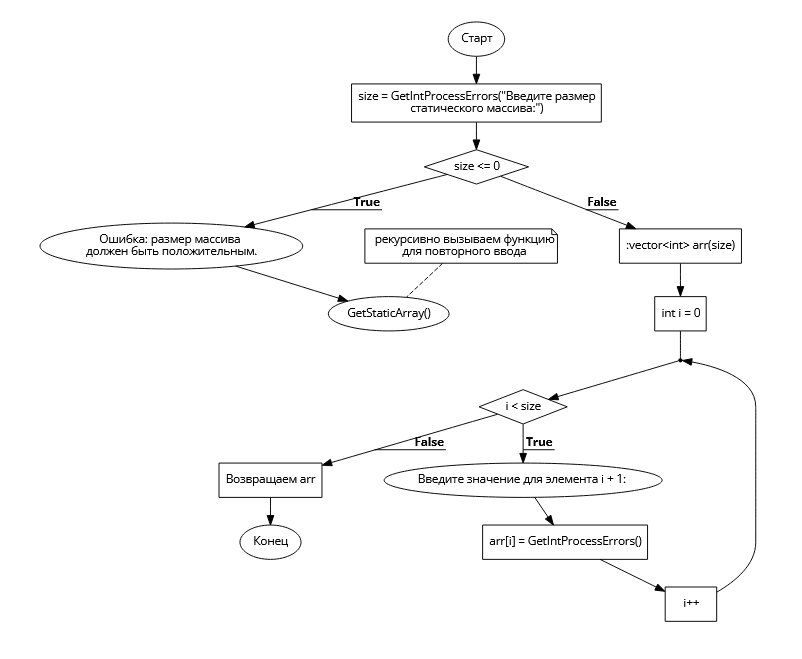 Старт
size = GetIntProcessErrors("Введите размер
статического массива:")
size <= 0
True
False
Ошибка: размер массива
должен быть положительным.
рекурсивно вызываем функцию
для повторного ввода
:vector<int> arr(size)
GetStaticArray()
int i = 0
i < size
False
True
Возвращаем arr
Введите значение для элемента i + 1:
Конец
arr[i] = GetIntProcessErrors()
i++